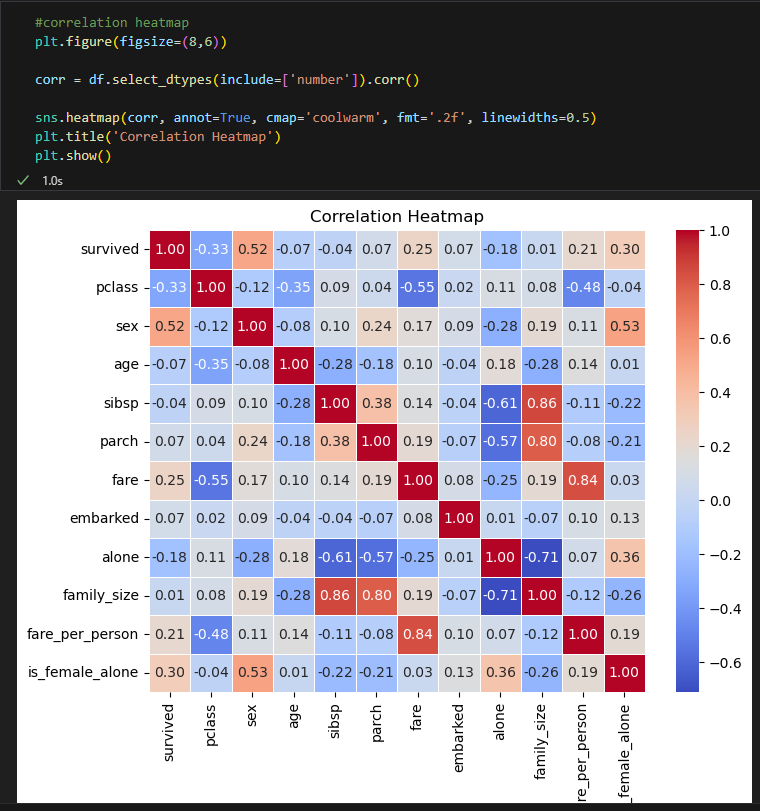 #correlation heatmap
plt.figure(figsize=(8,6))
corr = df.select_dtypes(include=['number']).corr()
sns.heatmap(corr, annot=True, cmap='coolwarm', fmt='.2f', linewidths=0.5)
plt.title('Correlation Heatmap')
plt.show()
1.0s
Correlation Heatmap
survived 1.00 -0.33 0.52 -0.07 -0.04 0.07 0.25 0.07 -0.18 0.01 0.21 0.30
pclass -0.33 1.00 -0.12 -0.35 0.09 0.04 -0.55 0.02 0.11 0.08 -0.48 -0.04
sex 0.52 -0.12 1.00 -0.08 0.10 0.24 0.17 0.09 -0.28 0.19 0.11 0.53
age -0.07 -0.35 -0.08 1.00 -0.28 -0.18 0.10 -0.04 0.18 -0.28 0.14 0.01
sibsp -0.04 0.09 0.10 -0.28 1.00 0.38 0.14 -0.04 -0.61 0.86 -0.11 -0.22
parch 0.07 0.04 0.24 -0.18 0.38 1.00 0.19 -0.07 -0.57 0.80 -0.08 -0.21
fare 0.25 -0.55 0.17 0.10 0.14 0.19 1.00 0.08 -0.25 0.19 0.84 0.03
embarked 0.07 0.02 0.09 -0.04 -0.04 -0.07 0.08 1.00 0.01 -0.07 0.10 0.13
alone -0.18 0.11 -0.28 0.18 -0.61 -0.57 -0.25 0.01 1.00 -0.71 0.07 0.36
family_size 0.01 0.08 0.19 -0.28 0.86 0.80 0.19 -0.07 -0.71 1.00 -0.12 -0.26
fare_per_person 0.21 -0.48 0.11 0.14 -0.11 -0.08 0.84 0.10 0.07 -0.12 1.00 0.19
is_female_alone 0.30 -0.04 0.53 0.01 -0.22 -0.21 0.03 0.13 0.36 -0.26 0.19 1.00
survived
pclass
sex
age
sibsp
parch
fare
embarked
alone
family_size
re_per_person
_female_alone
1.0
0.8
0.6
0.4
0.2
0.0
−0.2
−0.4
−0.6